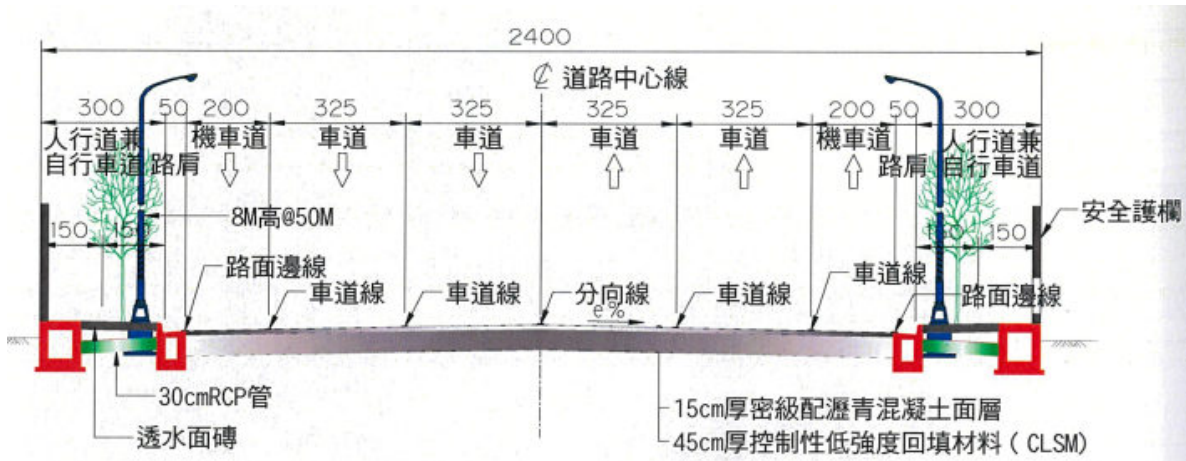 2400
℄ 道路中心線
300 50 200 325 325 325 325 200 50 300
人行道兼 機車道 車道 車道 車道 車道 機車道 人行道兼
自行車道 路肩 路肩 自行車道
8M高@50M
安全護欄
150 150 150 150
路面邊線 車道線 車道線 分向線 車道線 車道線 路面邊線
e%
30cmRCP管
透水面磚
15cm厚密級配瀝青混凝土面層
45cm厚控制性低強度回填材料(CLSM)